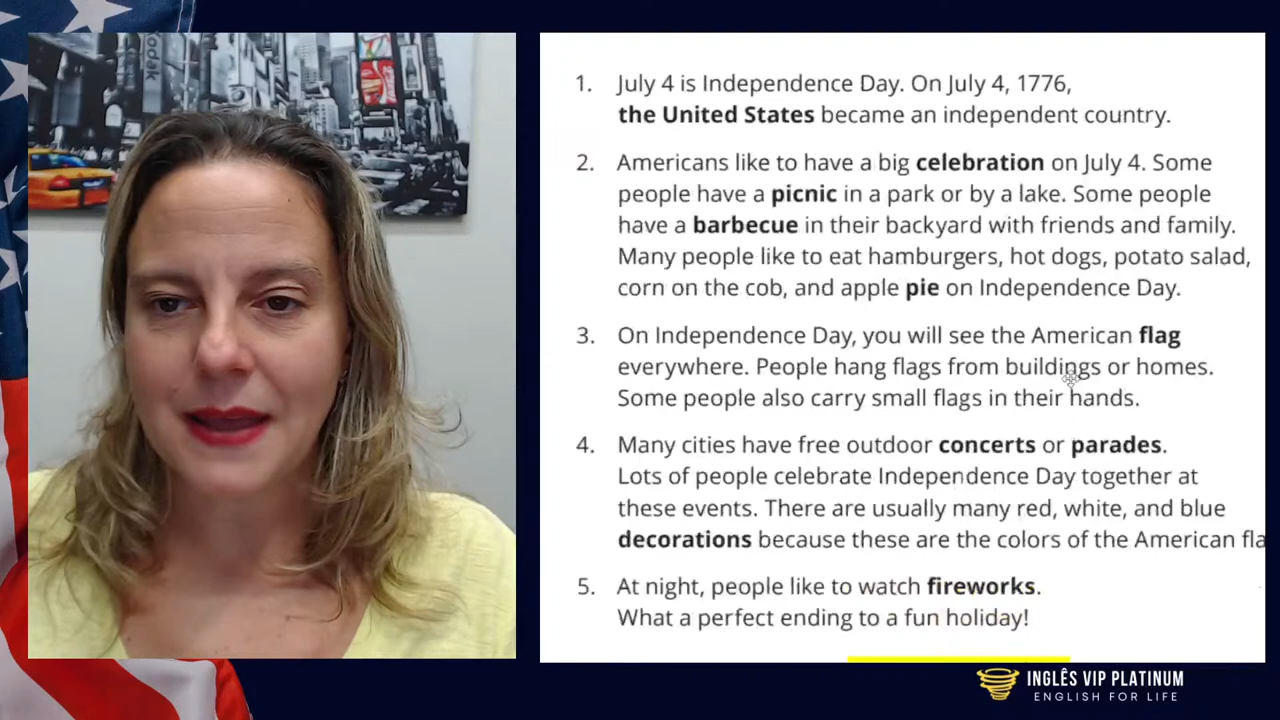 Kodak
1. July 4 is Independence Day. On July 4, 1776,
the United States became an independent country.
2. Americans like to have a big celebration on July 4. Some
people have a picnic in a park or by a lake. Some people
have a barbecue in their backyard with friends and family.
Many people like to eat hamburgers, hot dogs, potato salad,
corn on the cob, and apple pie on Independence Day.
3. On Independence Day, you will see the American flag
everywhere. People hang flags from buildings or homes.
Some people also carry small flags in their hands.
4. Many cities have free outdoor concerts or parades.
Lots of people celebrate Independence Day together at
these events. There are usually many red, white, and blue
decorations because these are the colors of the American fla
5. At night, people like to watch fireworks.
What a perfect ending to a fun holiday!
INGLÊS VIP PLATINUM
ENGLISH FOR LIFE